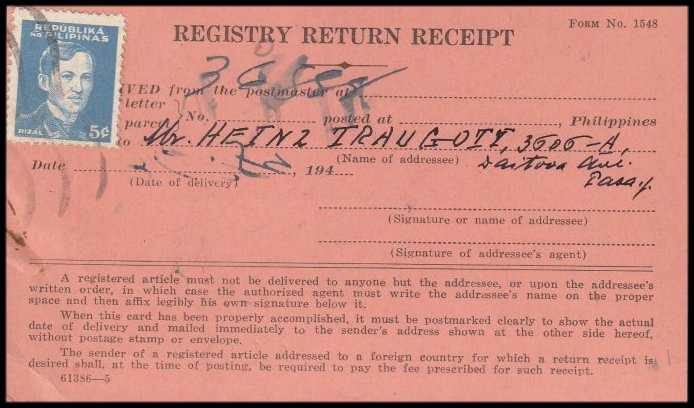 FORM NO. 1548
REPUBLIKA
NG PILIPINAS
RIZAL
5¢
REGISTRY RETURN RECEIPT
VED from the postmaster at
letter
parce No. posted at , Philippines
to Mr. HEINZ TRAUGOTT, 3686-A,
(Name of addressee)
Ave.
Pasay
Date , 194
(Date of delivery)
(Signature or name of addressee)
(Signature of addressee's agent)
A registered article must not be delivered to anyone but the addressee, or upon the addressee's
written order, in which case the authorized agent must write the addressee's name on the proper
space and then affix legibly his own signature below it.
When this card has been properly accomplished, it must be postmarked clearly to show the actual
date of delivery and mailed immediately to the sender's address shown at the other side hereof,
without postage stamp or envelope.
The sender of a registered article addressed to a foreign country for which a return receipt is
desired shall, at the time of posting, be required to pay the fee prescribed for such receipt.
61386—5